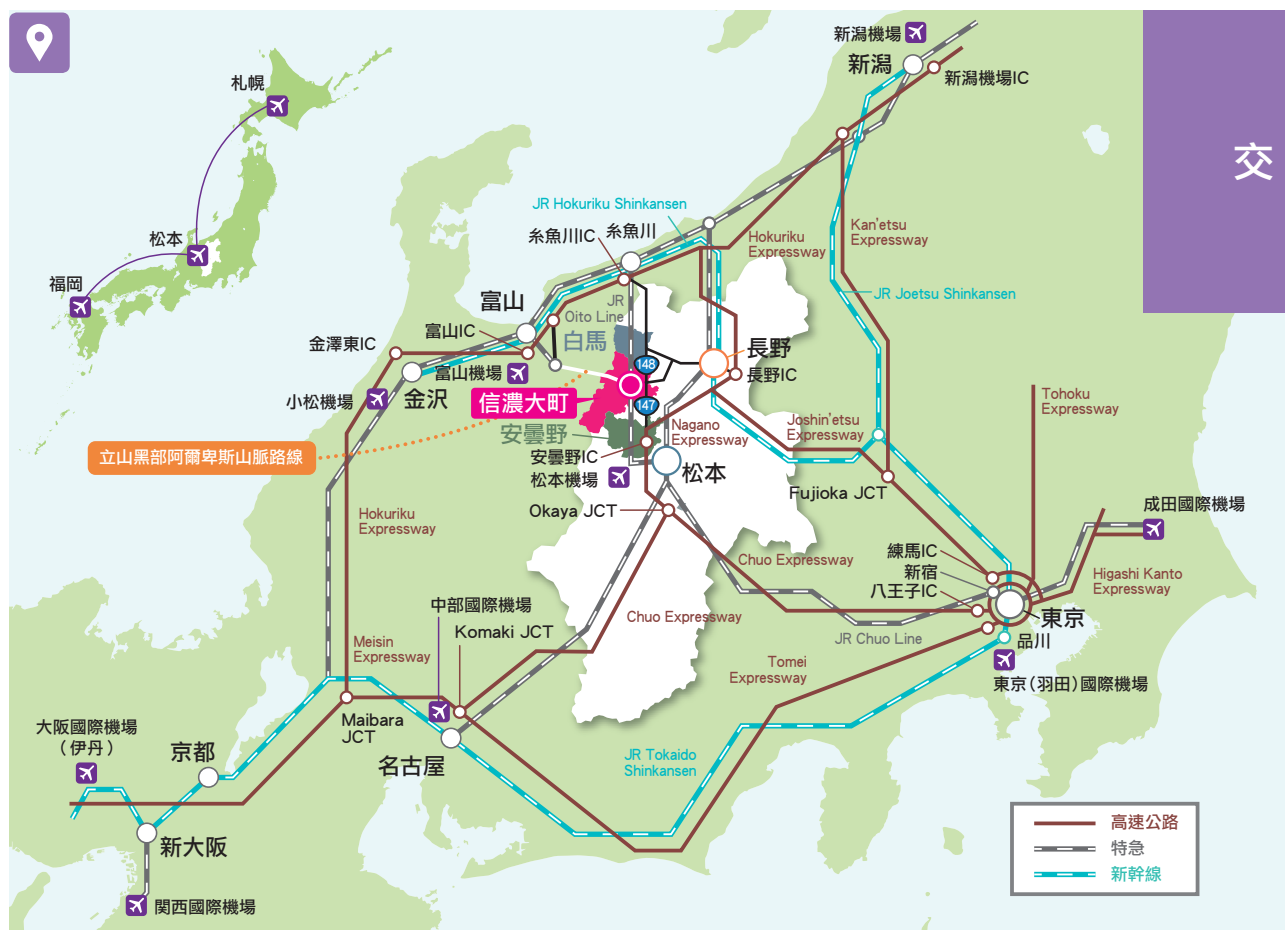 交
札幌
松本
福岡
新潟機場
新潟
新潟機場IC
JR Hokuriku Shinkansen
糸魚川IC
糸魚川
Hokuriku
Expressway
Kan'etsu
Expressway
JR Joetsu Shinkansen
富山
富山IC
JR
Oito Line
白馬
金澤東IC
富山機場
金沢
小松機場
148
147
長野
長野IC
信濃大町
安曇野
Nagano
Expressway
Joshin'etsu
Expressway
Tohoku
Expressway
立山黑部阿爾卑斯山脈路線
安曇野IC
松本機場
松本
Okaya JCT
Fujioka JCT
成田國際機場
Hokuriku
Expressway
Chuo Expressway
練馬IC
新宿
八王子IC
Higashi Kanto
Expressway
東京
中部國際機場
Komaki JCT
Chuo Expressway
JR Chuo Line
品川
Meisin
Expressway
Tomei
Expressway
東京（羽田）國際機場
Maibara
JCT
名古屋
大阪國際機場
（伊丹）
京都
JR Tokaido
Shinkansen
新大阪
関西國際機場
高速公路
特急
新幹線